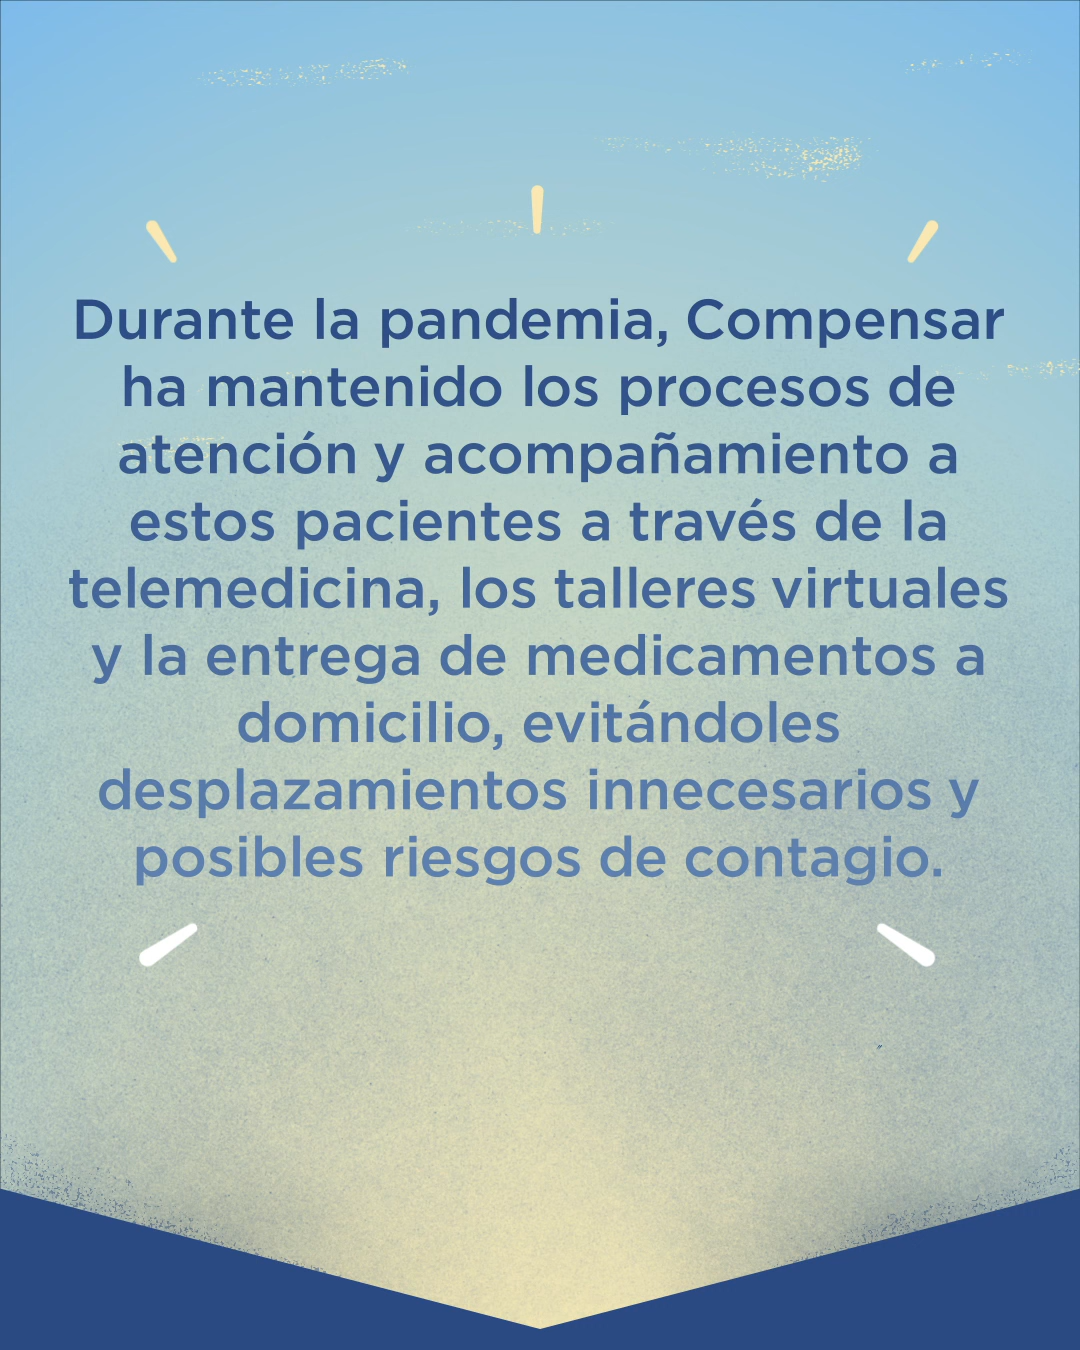 Durante la pandemia, Compensar
ha mantenido los procesos de
atención y acompañamiento a
estos pacientes a través de la
telemedicina, los talleres virtuales
y la entrega de medicamentos a
domicilio, evitándoles
desplazamientos innecesarios y
posibles riesgos de contagio.